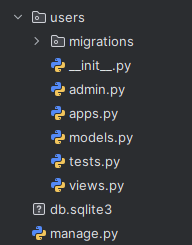 users
migrations
__init__.py
admin.py
apps.py
models.py
tests.py
views.py
db.sqlite3
manage.py